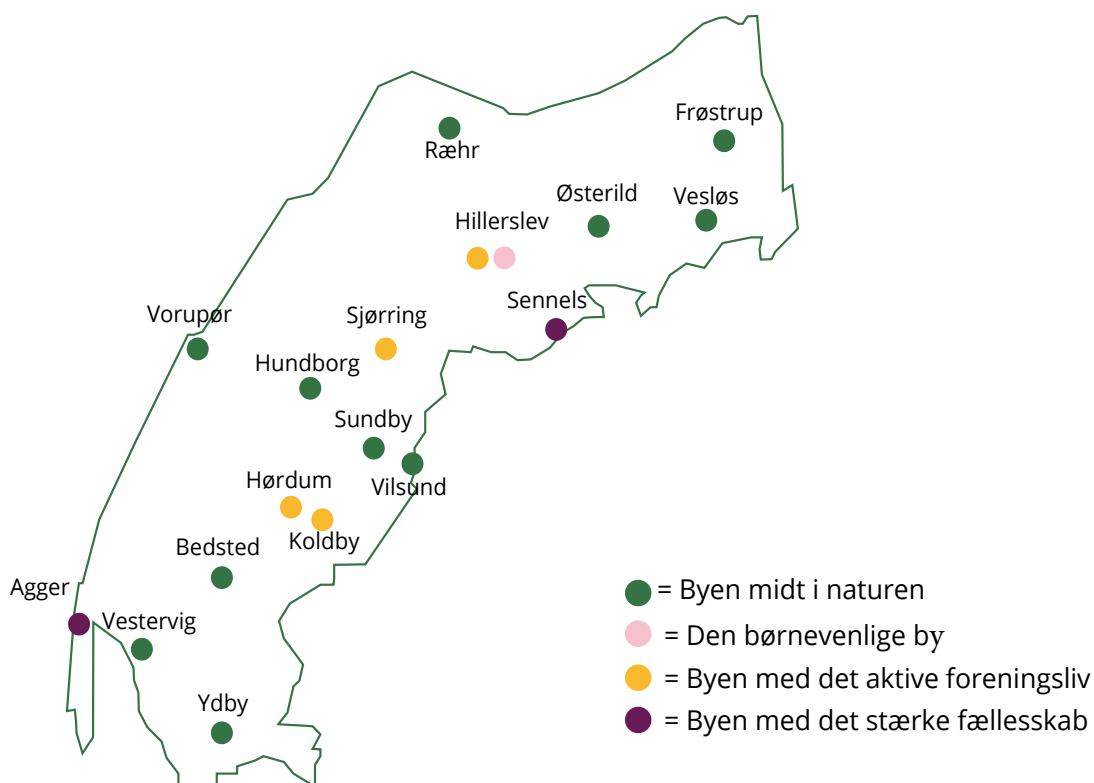 Frøstrup
Ræhr
Østerild
Vesløs
Hillerslev
Sennels
Vorupør
Sjørring
Hundborg
Sundby
Vilsund
Hørdum
Koldby
Bedsted
Agger
Vestervig
Ydby
= Byen midt i naturen
= Den børnevenlige by
= Byen med det aktive foreningsliv
= Byen med det stærke fællesskab